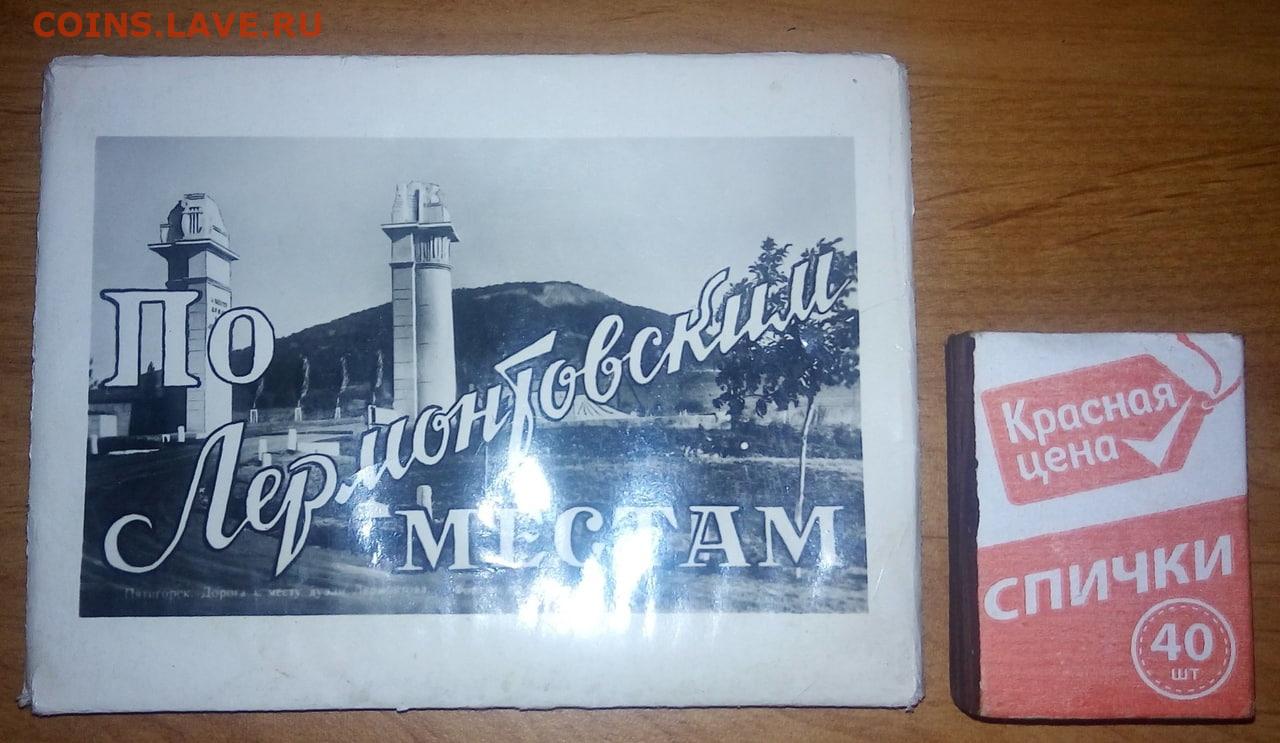 COINS.LAVE.RU
По
Лермонтовским
МЕСТАМ
Пятигорск. Дорога к месту дуэли
Красная
цена
СПИЧКИ
40
шт